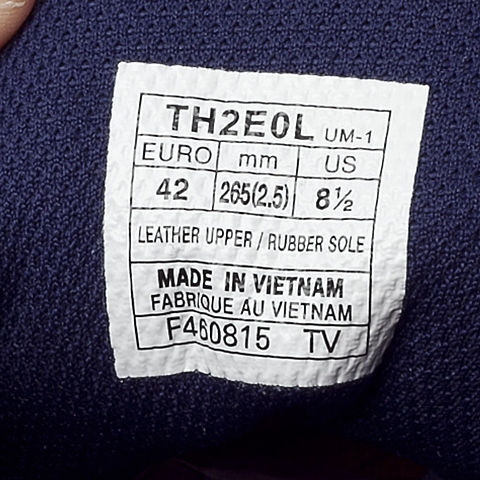 TH2E0L UM-1
EURO mm US
42 265(2.5) 8½
LEATHER UPPER / RUBBER SOLE
MADE IN VIETNAM
FABRIQUE AU VIETNAM
F460815 TV